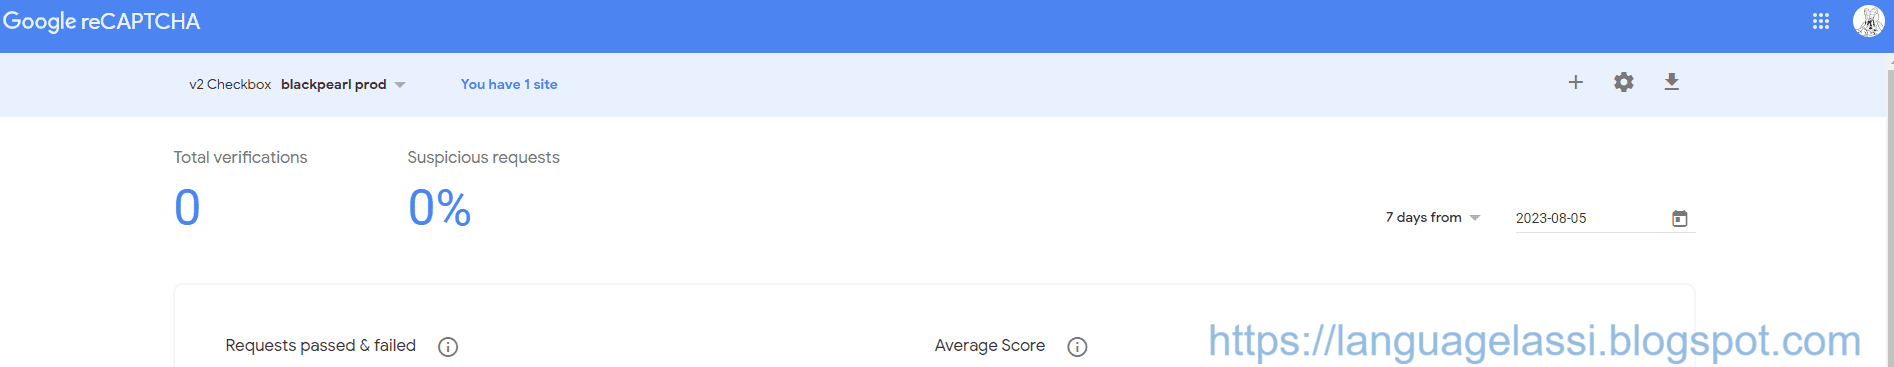 Google reCAPTCHA
v2 Checkbox blackpearl prod You have 1 site
Total verifications Suspicious requests
0 0%
7 days from 2023-08-05
Requests passed & failed Average Score
https://languagelassi.blogspot.com